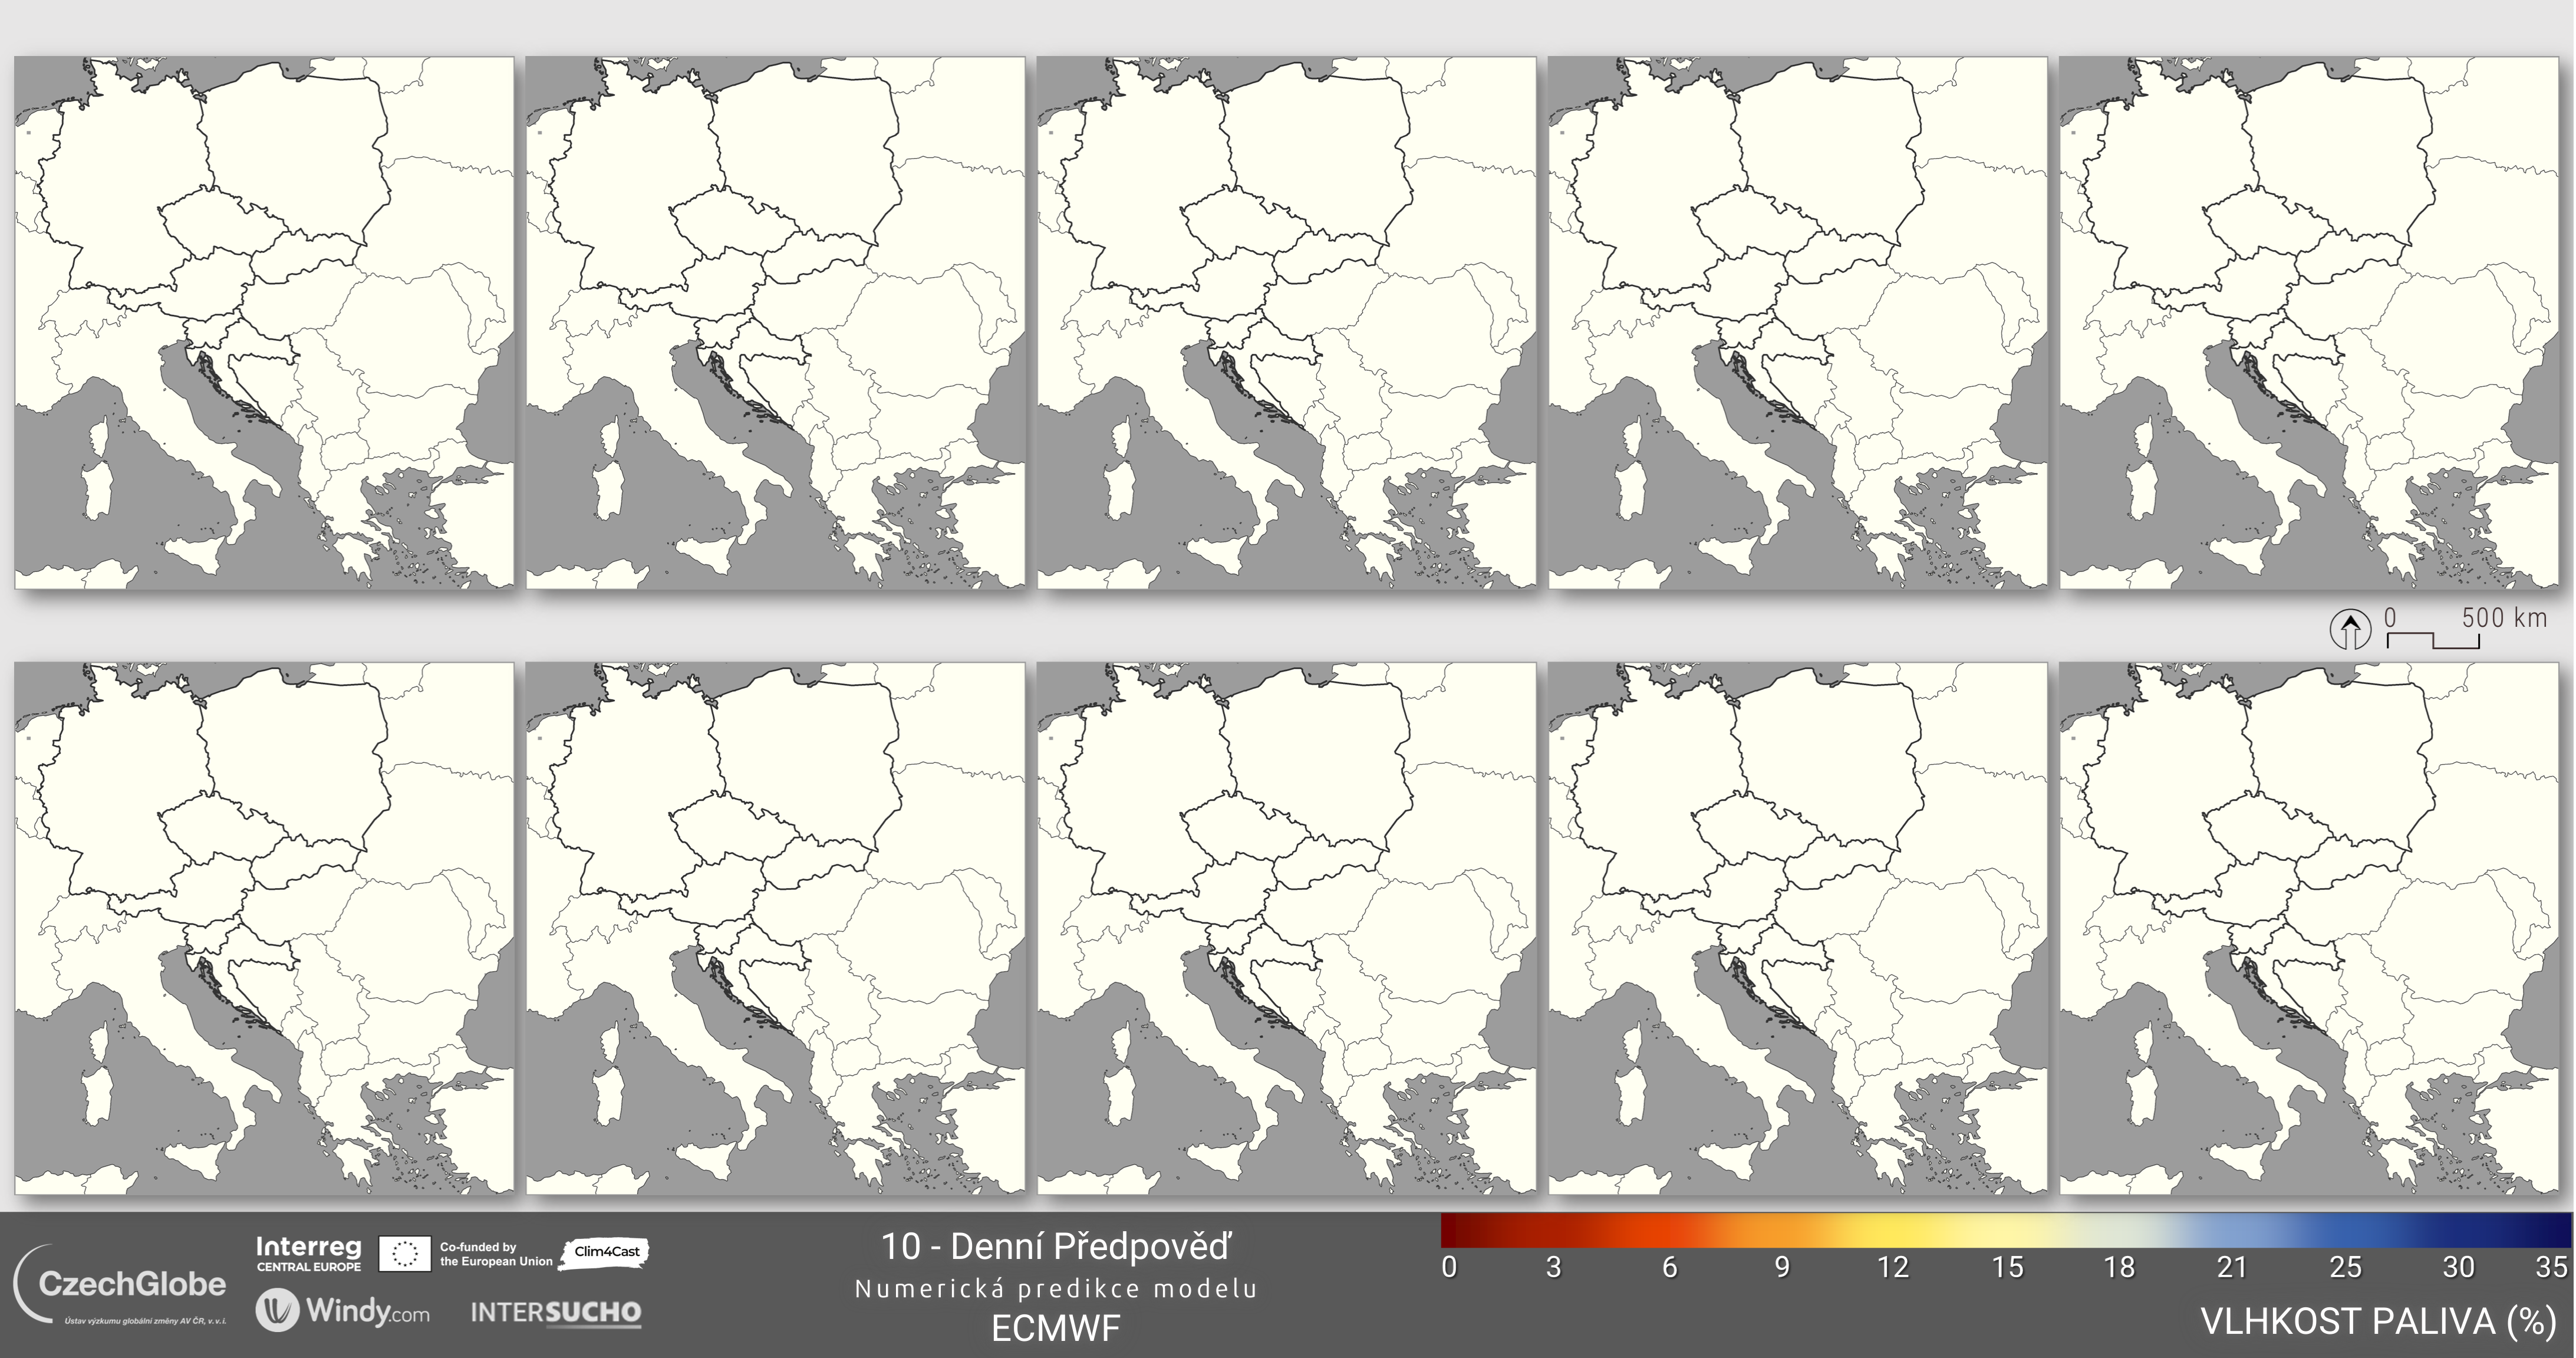 0 500 km
Interreg
CENTRAL EUROPE
Co-funded by
the European Union
Clim4Cast
CzechGlobe
Ústav výzkumu globální změny AV ČR, v. v. i.
Windy.com
INTERSUCHO
10 - Denní Předpověď
Numerická predikce modelu
ECMWF
0 3 6 9 12 15 18 21 25 30 35
VLHKOST PALIVA (%)